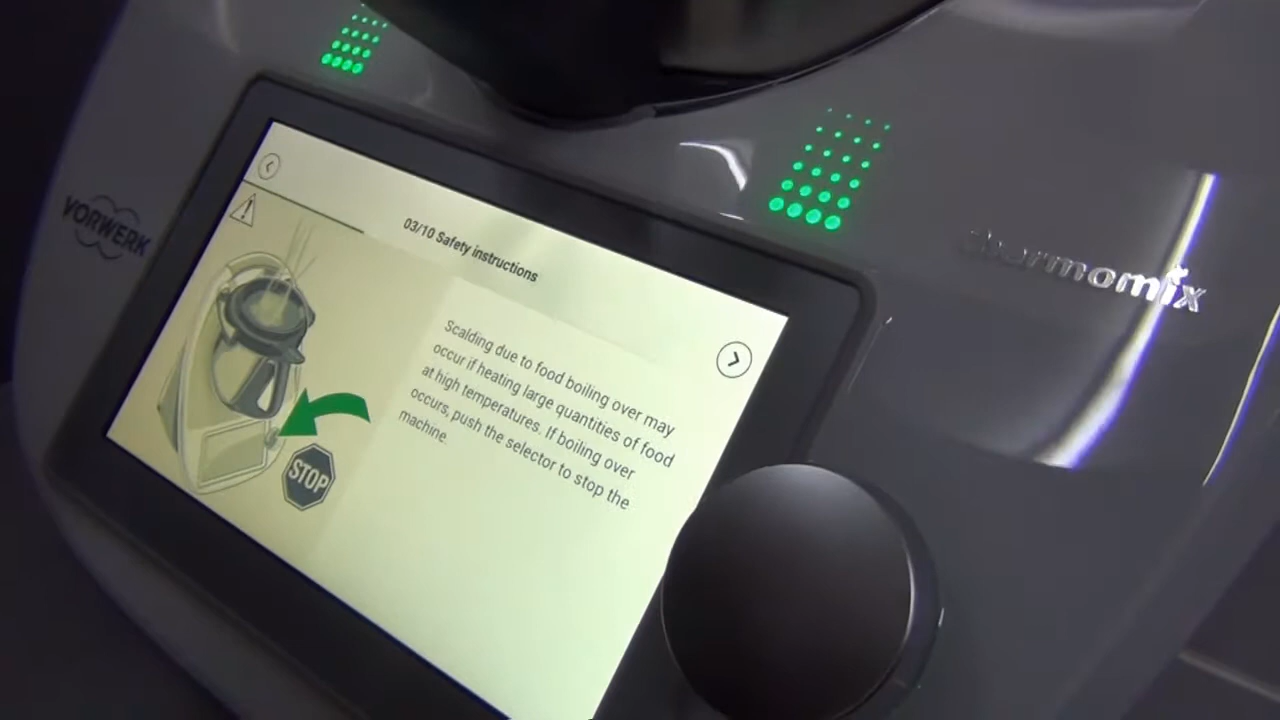 VORWERK
thermomix
03/10 Safety instructions
Scalding due to food boiling over may
occur if heating large quantities of food
at high temperatures. If boiling over
occurs, push the selector to stop the
machine.
STOP